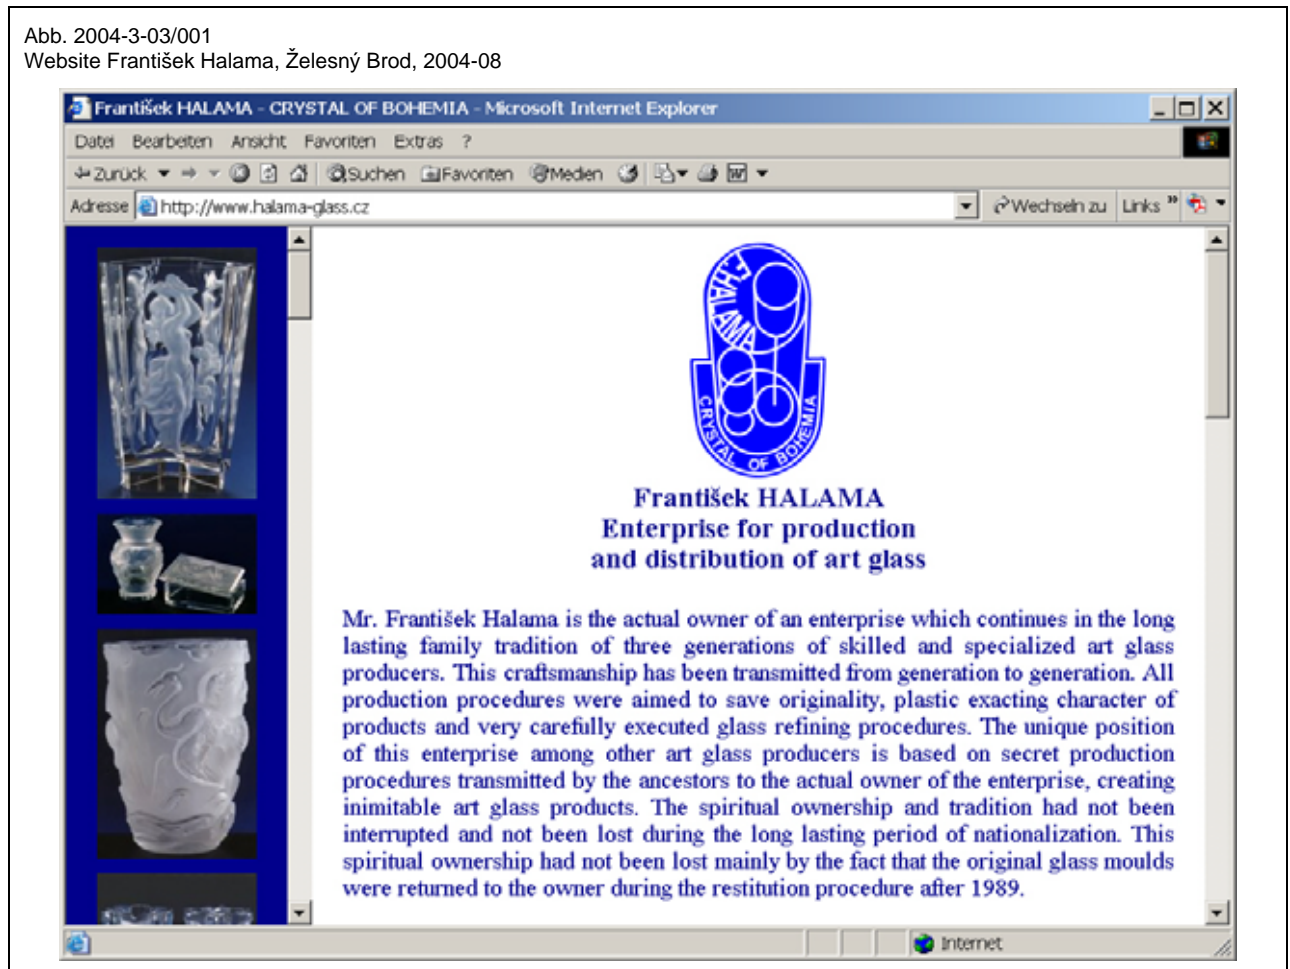 Abb. 2004-3-03/001
Website František Halama, Želesný Brod, 2004-08
František HALAMA - CRYSTAL OF BOHEMIA - Microsoft Internet Explorer
Datei Bearbeiten Ansicht Favoriten Extras ?
Zurück Suchen Favoriten Medien
Adresse http://www.halama-glass.cz Wechseln zu Links »
F.HALAMA
CRYSTAL OF BOHEMIA
František HALAMA
Enterprise for production
and distribution of art glass
Mr. František Halama is the actual owner of an enterprise which continues in the long
lasting family tradition of three generations of skilled and specialized art glass
producers. This craftsmanship has been transmitted from generation to generation. All
production procedures were aimed to save originality, plastic exacting character of
products and very carefully executed glass refining procedures. The unique position
of this enterprise among other art glass producers is based on secret production
procedures transmitted by the ancestors to the actual owner of the enterprise, creating
inimitable art glass products. The spiritual ownership and tradition had not been
interrupted and not been lost during the long lasting period of nationalization. This
spiritual ownership had not been lost mainly by the fact that the original glass moulds
were returned to the owner during the restitution procedure after 1989.
Internet